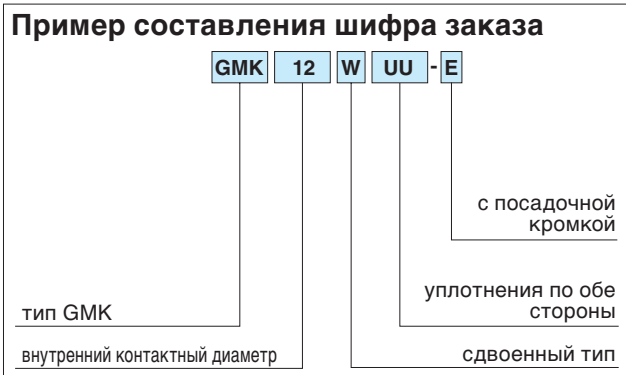 Пример составления шифра заказа
GMK 12 W UU - E
с посадочной
кромкой
уплотнения по обе
стороны
тип GMK
внутренний контактный диаметр
сдвоенный тип